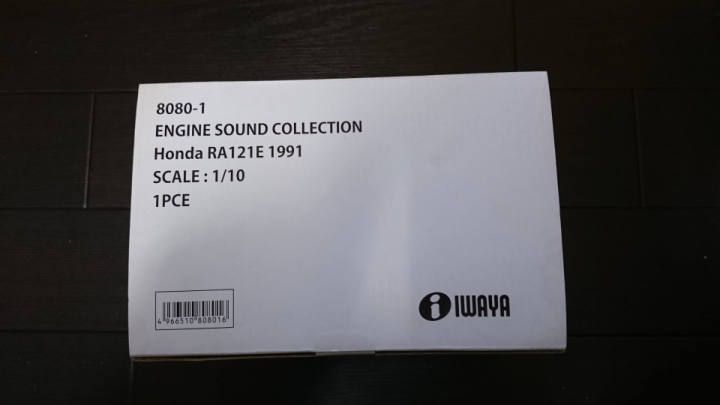 8080-1
ENGINE SOUND COLLECTION
Honda RA121E 1991
SCALE : 1/10
1PCE
4 966510 808016
i IWAYA